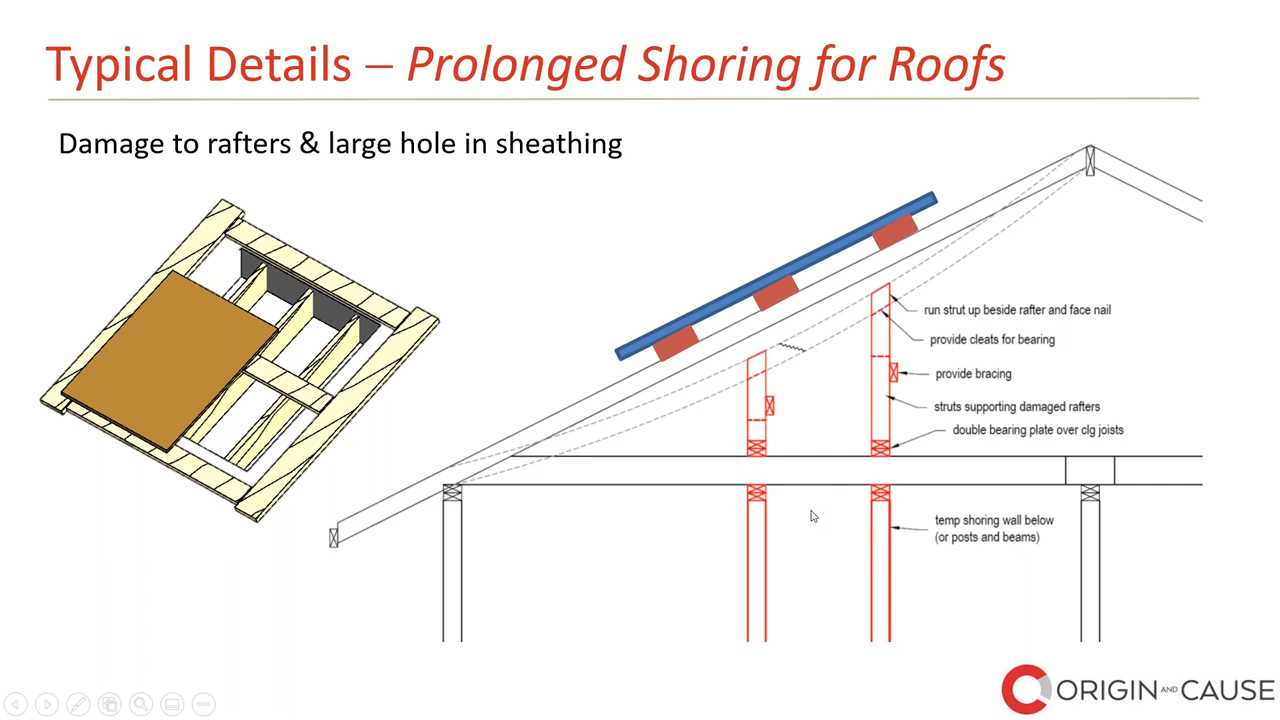 Typical Details – Prolonged Shoring for Roofs
Damage to rafters & large hole in sheathing
run strut up beside rafter and face nail
provide cleats for bearing
provide bracing
struts supporting damaged rafters
double bearing plate over clg joists
temp shoring wall below
(or posts and beams)
ORIGIN AND CAUSE